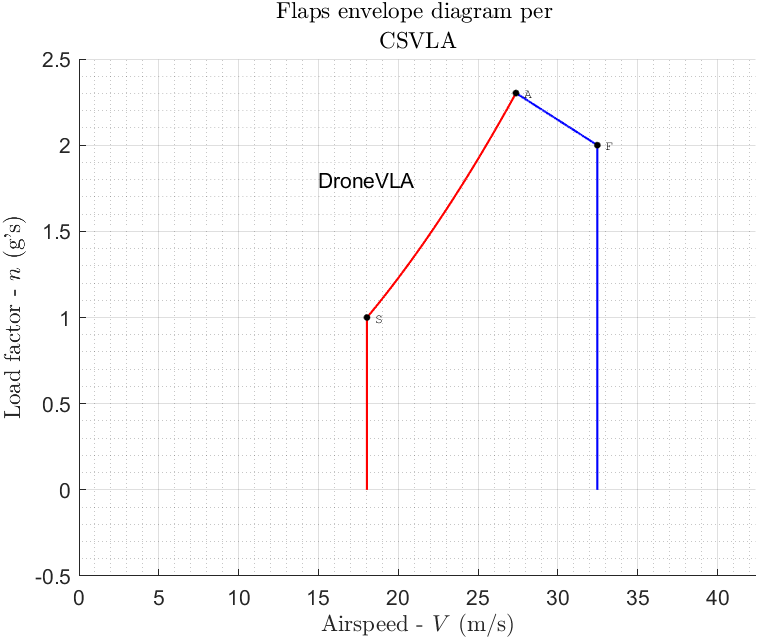 Flaps envelope diagram per
CSVLA
2.5
2
1.5
1
0.5
0
-0.5
Load factor - n (g's)
A
F
DroneVLA
S
0 5 10 15 20 25 30 35 40
Airspeed - V (m/s)